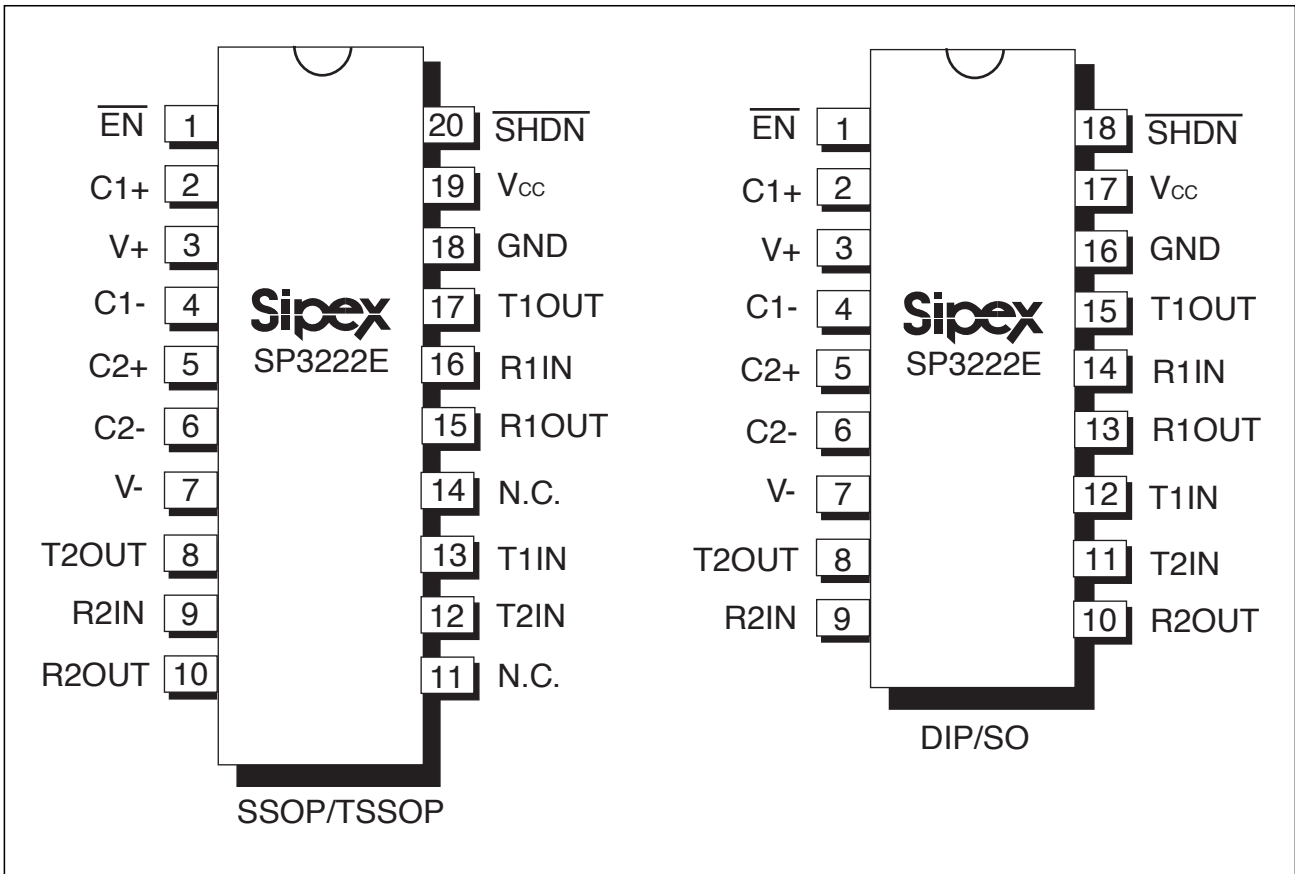 EN 1 20 SHDN
C1+ 2 19 VCC
V+ 3 18 GND
C1- 4 17 T1OUT
Sipex
SP3222E
C2+ 5 16 R1IN
C2- 6 15 R1OUT
V- 7 14 N.C.
T2OUT 8 13 T1IN
R2IN 9 12 T2IN
R2OUT 10 11 N.C.
SSOP/TSSOP
EN 1 18 SHDN
C1+ 2 17 VCC
V+ 3 16 GND
C1- 4 15 T1OUT
Sipex
SP3222E
C2+ 5 14 R1IN
C2- 6 13 R1OUT
V- 7 12 T1IN
T2OUT 8 11 T2IN
R2IN 9 10 R2OUT
DIP/SO